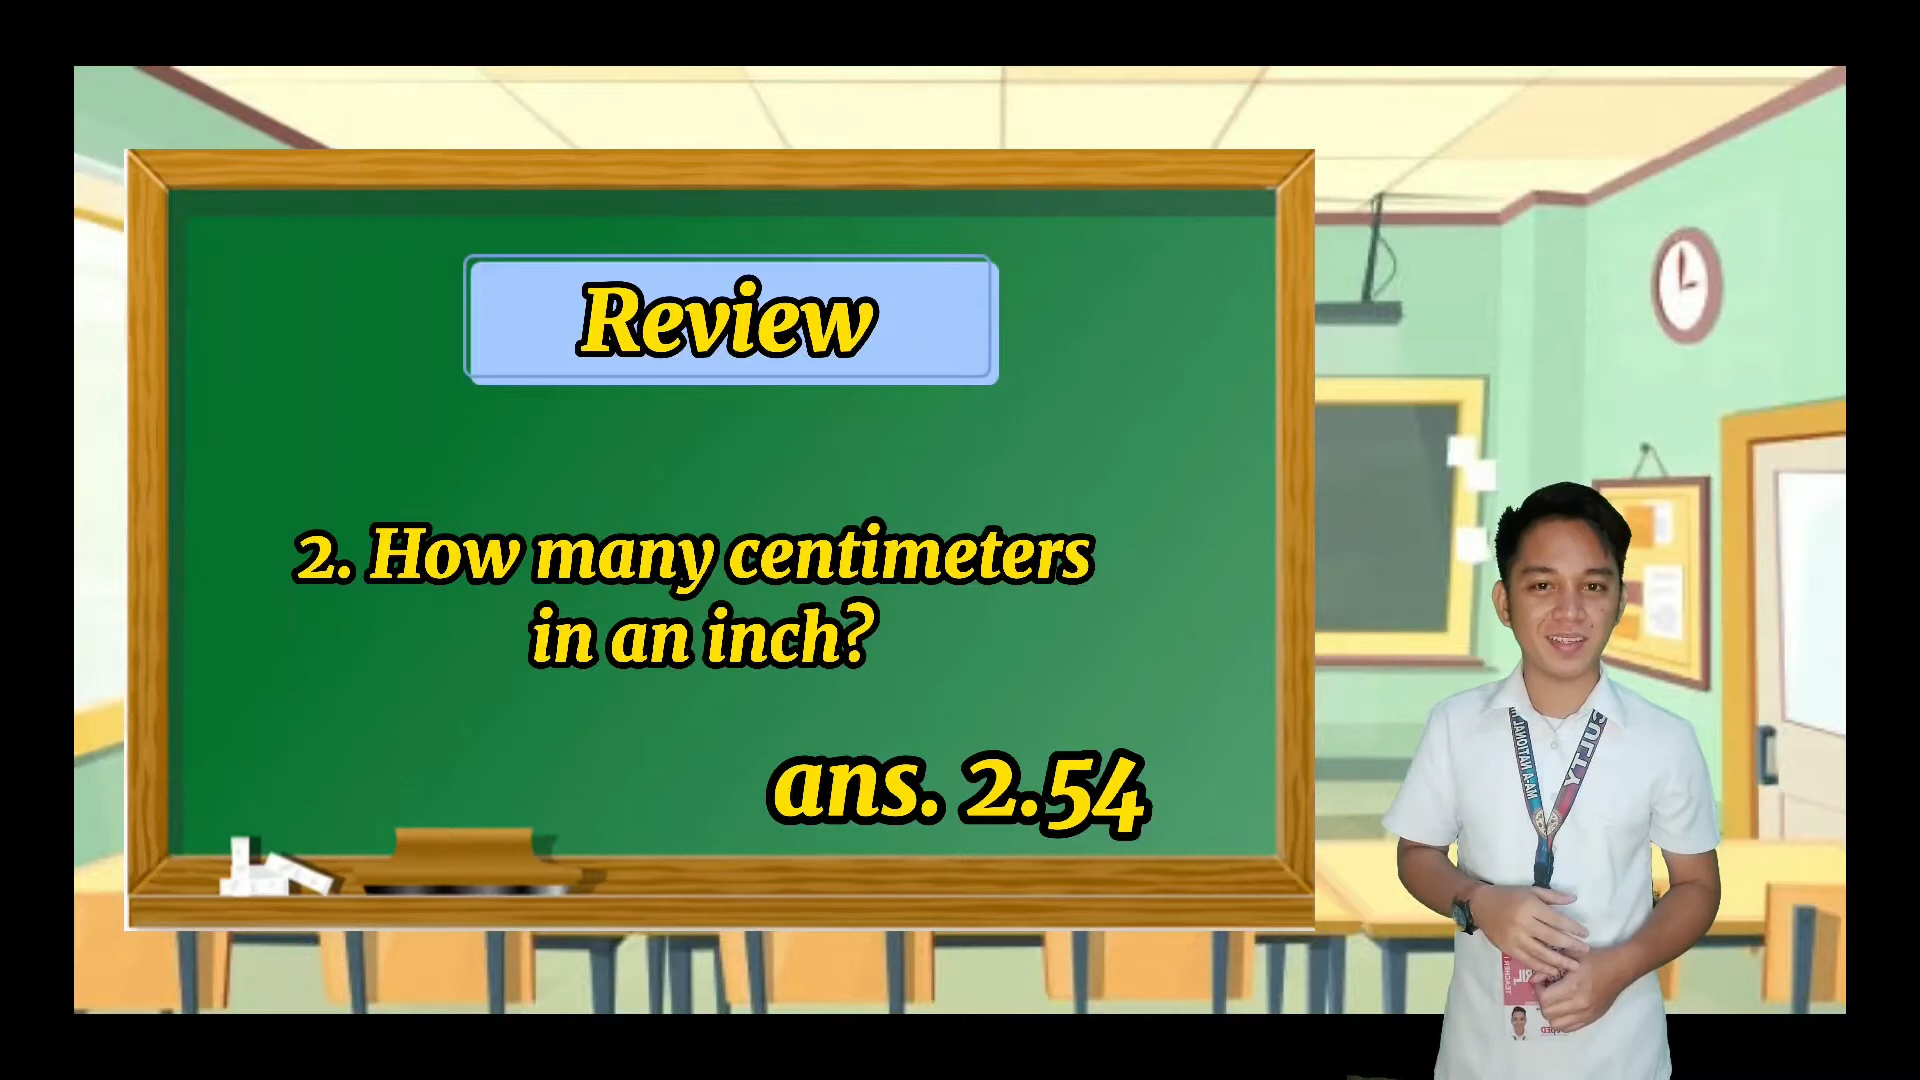 Review
2. How many centimeters
in an inch?
ans. 2.54